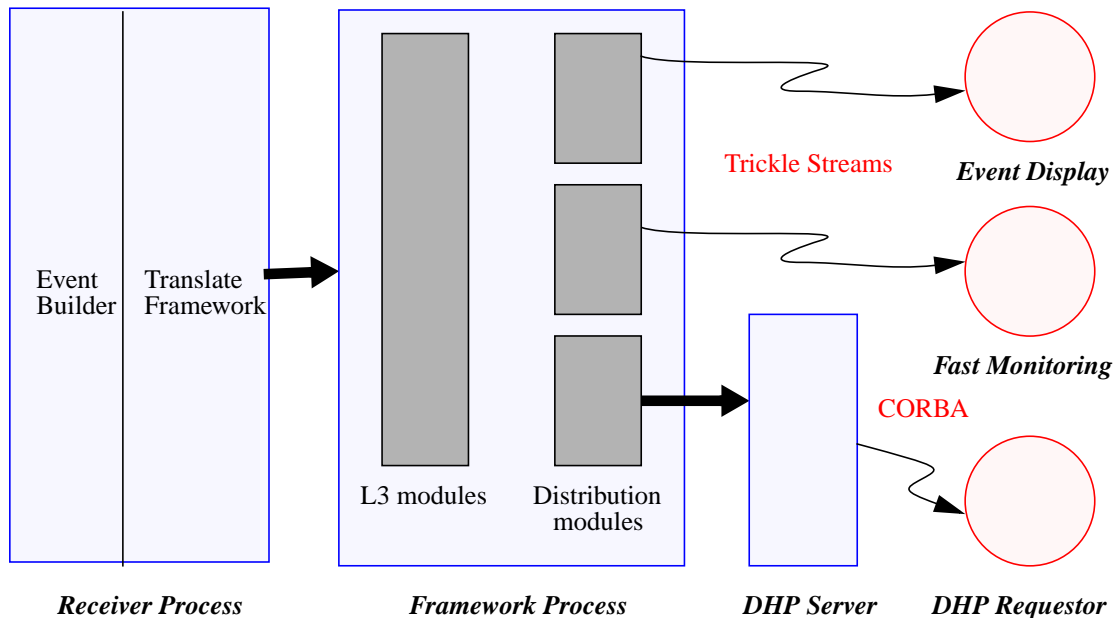 Trickle Streams
Event Display
Event
Builder
Translate
Framework
Fast Monitoring
CORBA
L3 modules
Distribution
modules
Receiver Process
Framework Process
DHP Server
DHP Requestor